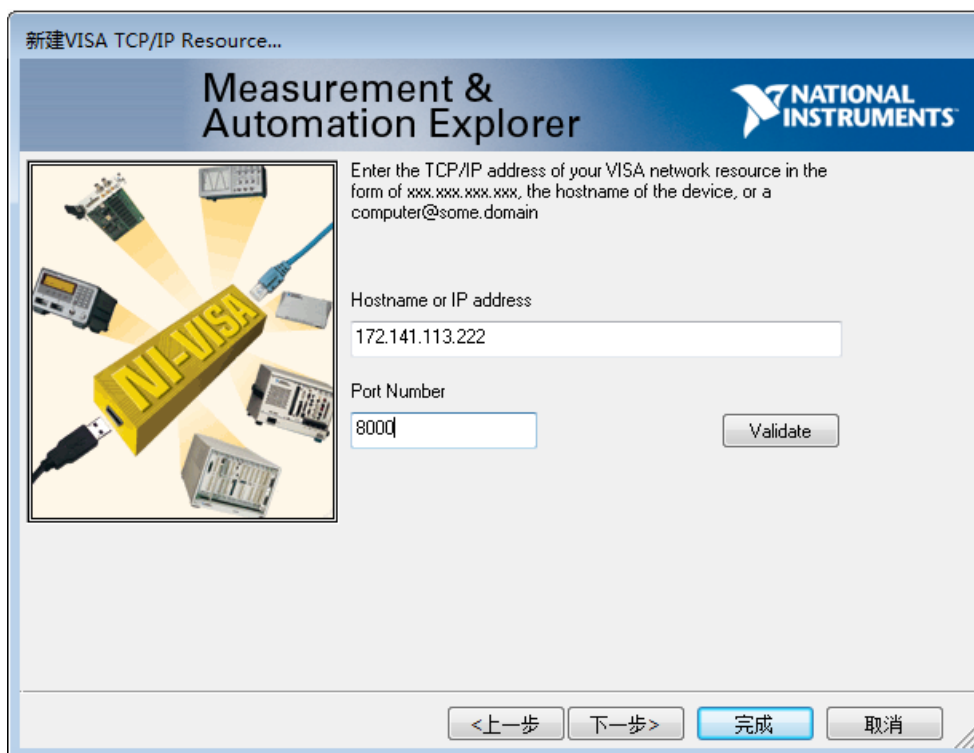 新建VISA TCP/IP Resource...
Measurement &
Automation Explorer
NATIONAL
INSTRUMENTS
Enter the TCP/IP address of your VISA network resource in the
form of xxx.xxx.xxx.xxx, the hostname of the device, or a
computer@some.domain
NI-VISA
Hostname or IP address
172.141.113.222
Port Number
8000
Validate
<上一步
下一步>
完成
取消